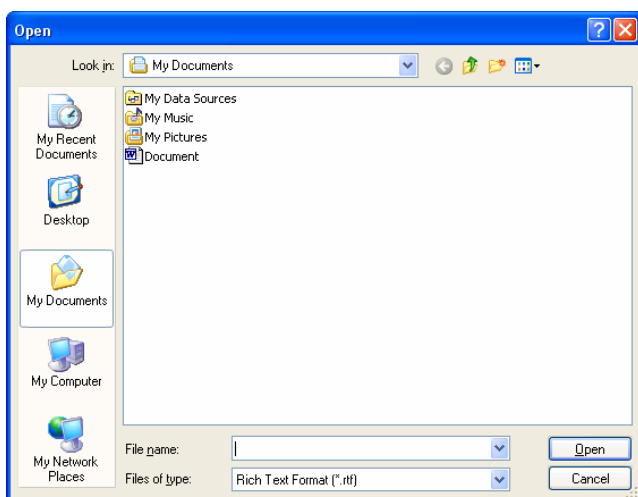 Open
Look in:
My Documents
My Recent
Documents
Desktop
My Documents
My Computer
My Network
Places
My Data Sources
My Music
My Pictures
Document
File name:
Open
Files of type:
Rich Text Format (*.rtf)
Cancel